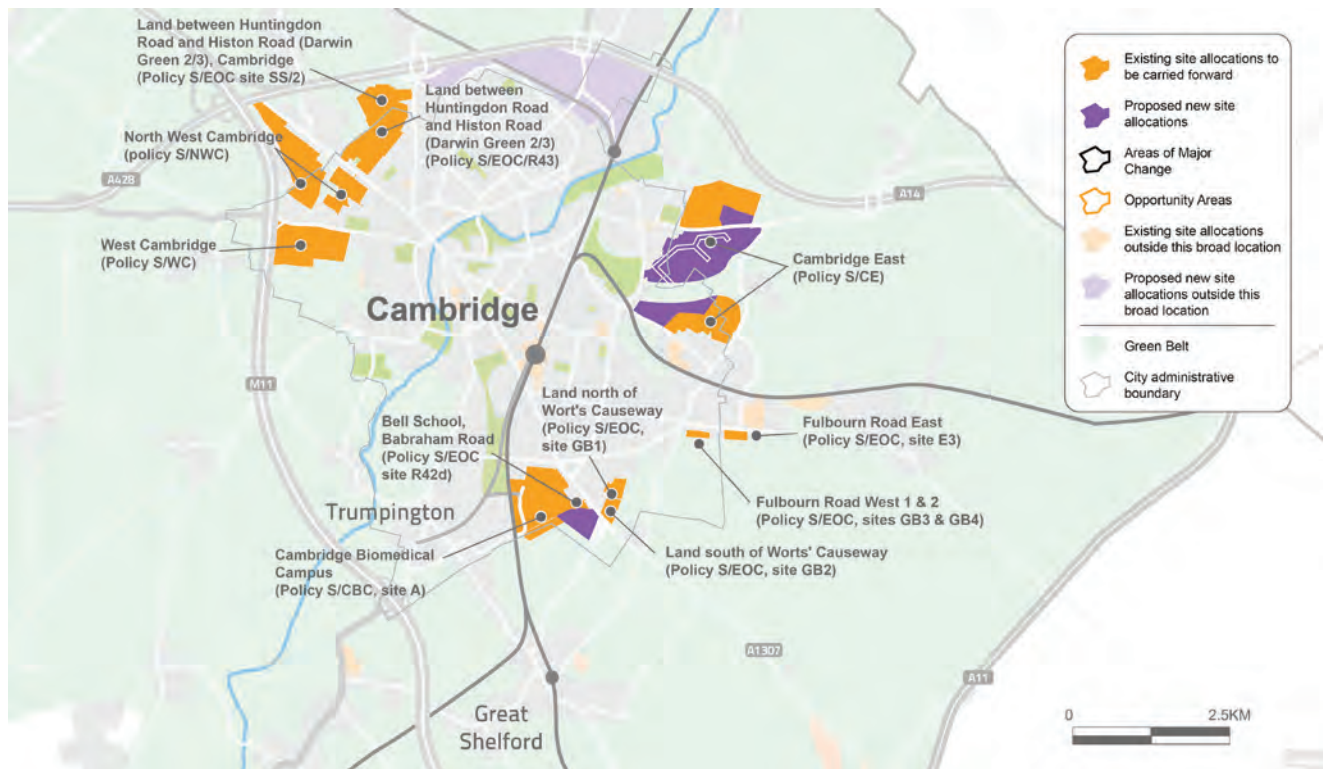 Land between Huntingdon
Road and Histon Road (Darwin
Green 2/3), Cambridge
(Policy S/EOC site SS/2)
Land between
Huntingdon Road
and Histon Road
(Darwin Green 2/3)
(Policy S/EOC/R43)
North West Cambridge
(policy S/NWC)
A428
A14
West Cambridge
(Policy S/WC)
Cambridge East
(Policy S/CE)
Cambridge
M11
Land north of
Wort's Causeway
(Policy S/EOC,
site GB1)
Bell School,
Babraham Road
(Policy S/EOC
site R42d)
Fulbourn Road East
(Policy S/EOC, site E3)
Trumpington
Fulbourn Road West 1 & 2
(Policy S/EOC, sites GB3 & GB4)
Cambridge Biomedical
Campus
(Policy S/CBC, site A)
Land south of Worts' Causeway
(Policy S/EOC, site GB2)
A1307
A11
Great
Shelford
Existing site allocations to
be carried forward
Proposed new site
allocations
Areas of Major
Change
Opportunity Areas
Existing site allocations
outside this broad location
Proposed new site
allocations outside this
broad location
Green Belt
City administrative
boundary
0 2.5KM